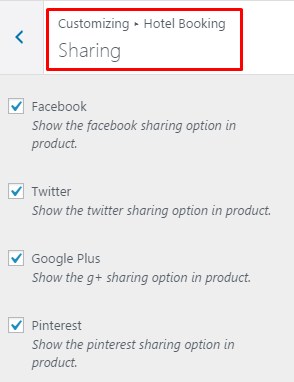 Customizing ▸ Hotel Booking
Sharing
Facebook
Show the facebook sharing option in
product.
Twitter
Show the twitter sharing option in product.
Google Plus
Show the g+ sharing option in product.
Pinterest
Show the pinterest sharing option in
product.